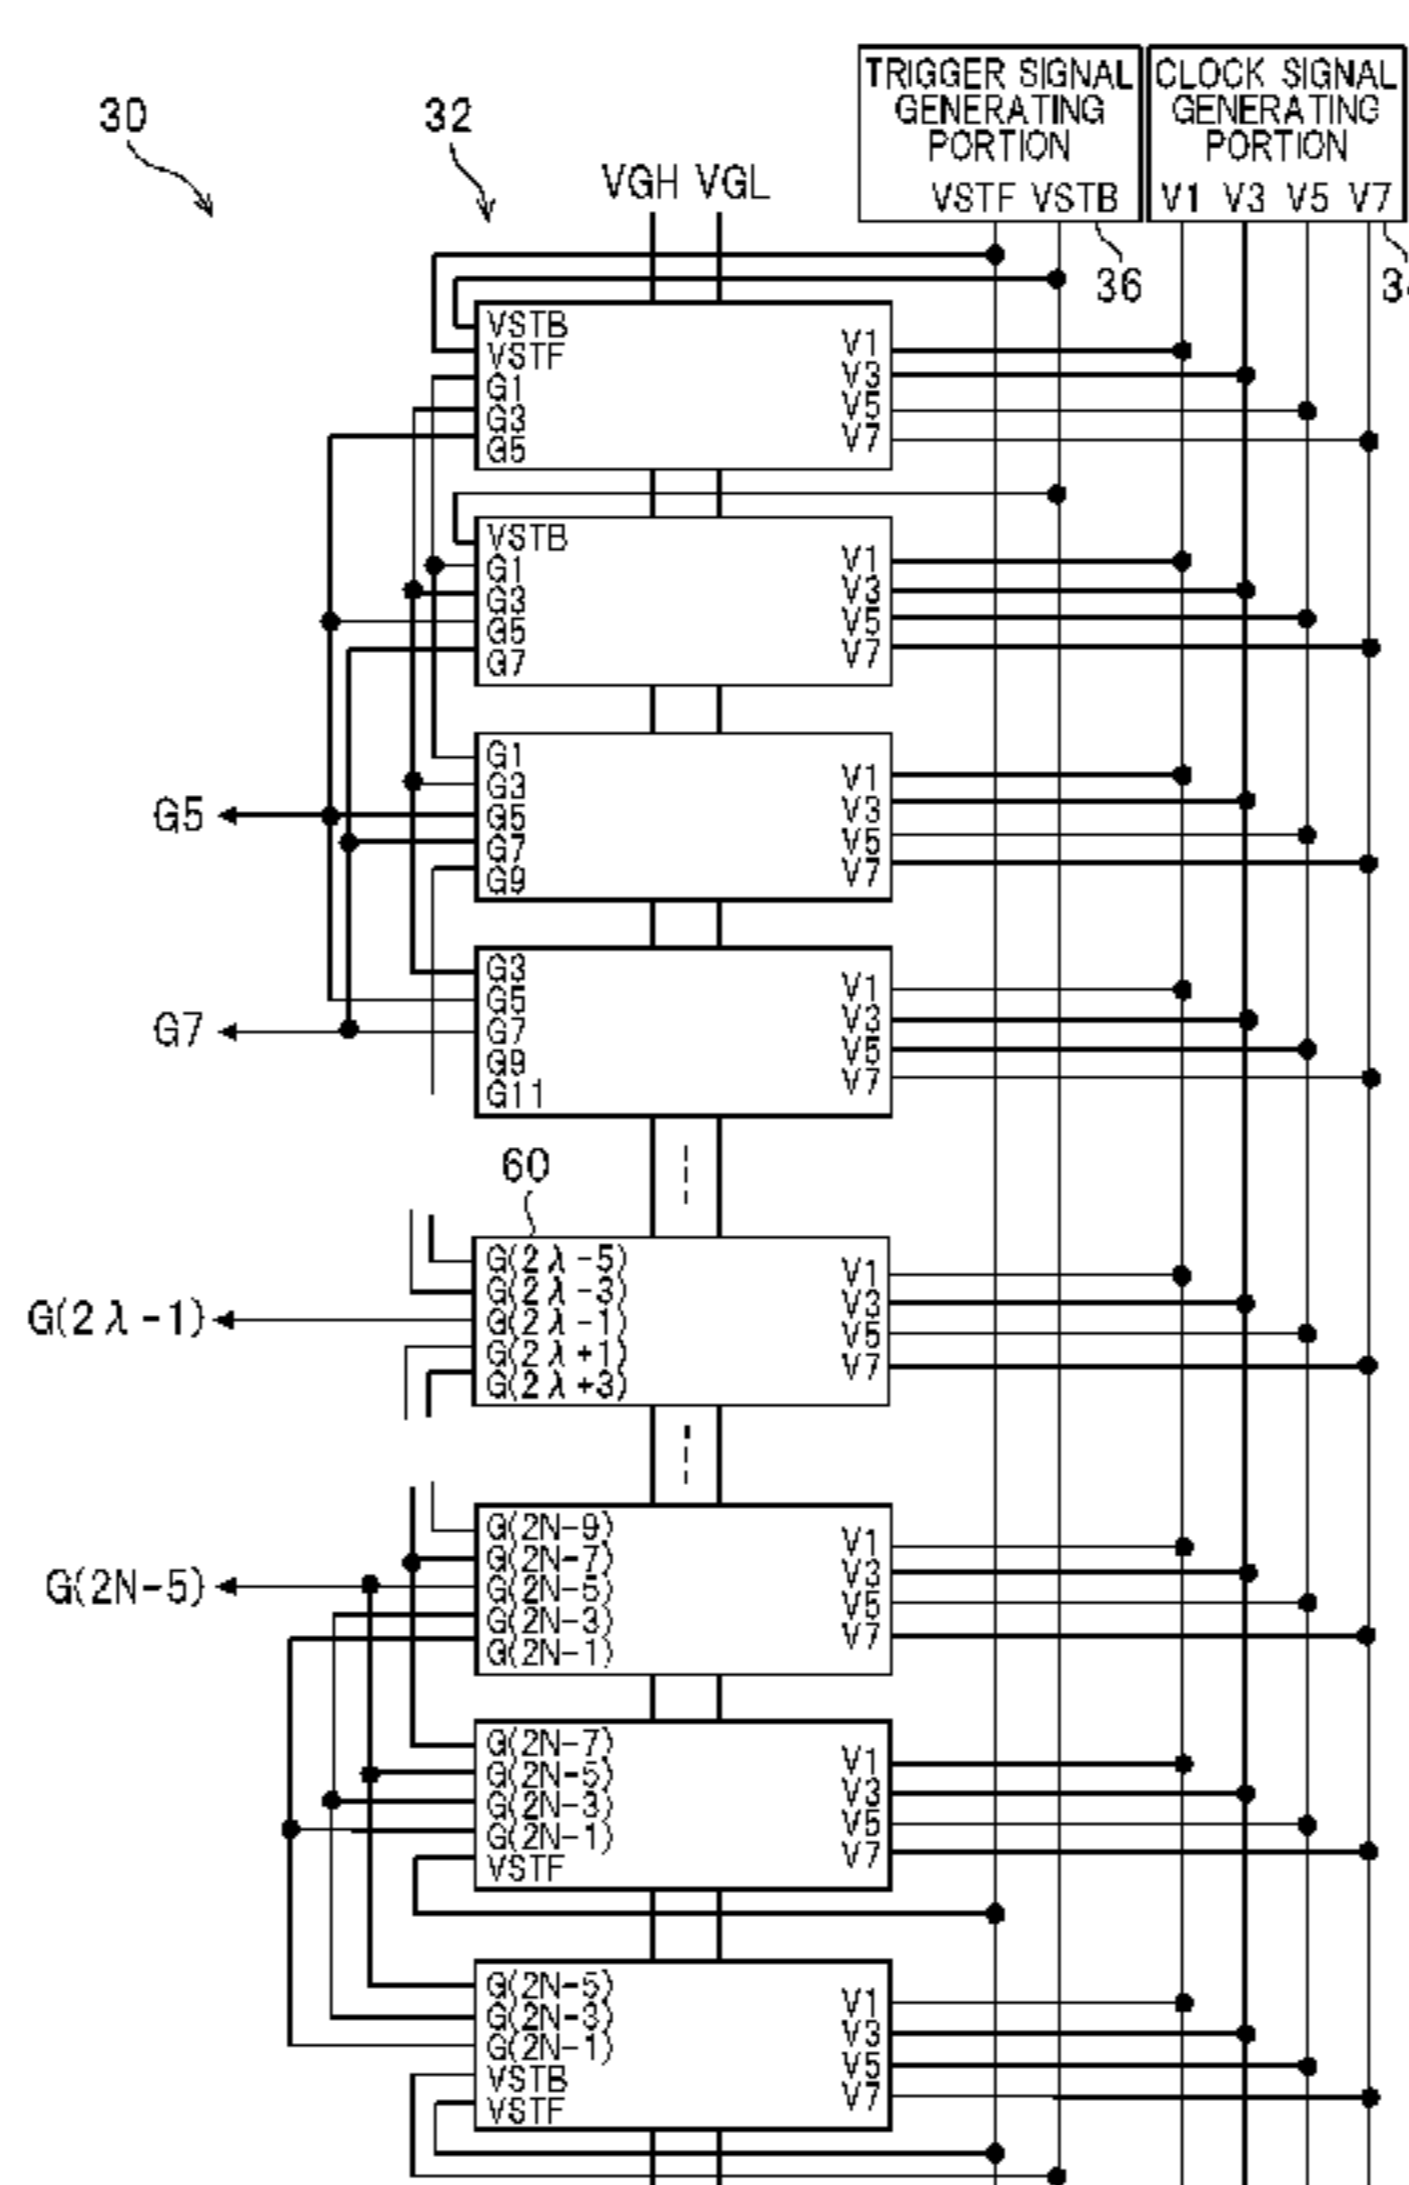 30
32
VGH VGL
TRIGGER SIGNAL
GENERATING
PORTION
VSTF VSTB
CLOCK SIGNAL
GENERATING
PORTION
V1 V3 V5 V7
36
VSTB
VSTF
G1
G3
G5
V1
V3
V5
V7
VSTB
G1
G3
G5
G7
V1
V3
V5
V7
G5
G1
G3
G5
G7
G9
V1
V3
V5
V7
G7
G3
G5
G7
G9
G11
V1
V3
V5
V7
60
G(2λ-1)
G(2λ-5)
G(2λ-3)
G(2λ-1)
G(2λ+1)
G(2λ+3)
V1
V3
V5
V7
G(2N-5)
G(2N-9)
G(2N-7)
G(2N-5)
G(2N-3)
G(2N-1)
V1
V3
V5
V7
G(2N-7)
G(2N-5)
G(2N-3)
G(2N-1)
VSTF
V1
V3
V5
V7
G(2N-5)
G(2N-3)
G(2N-1)
VSTB
VSTF
V1
V3
V5
V7